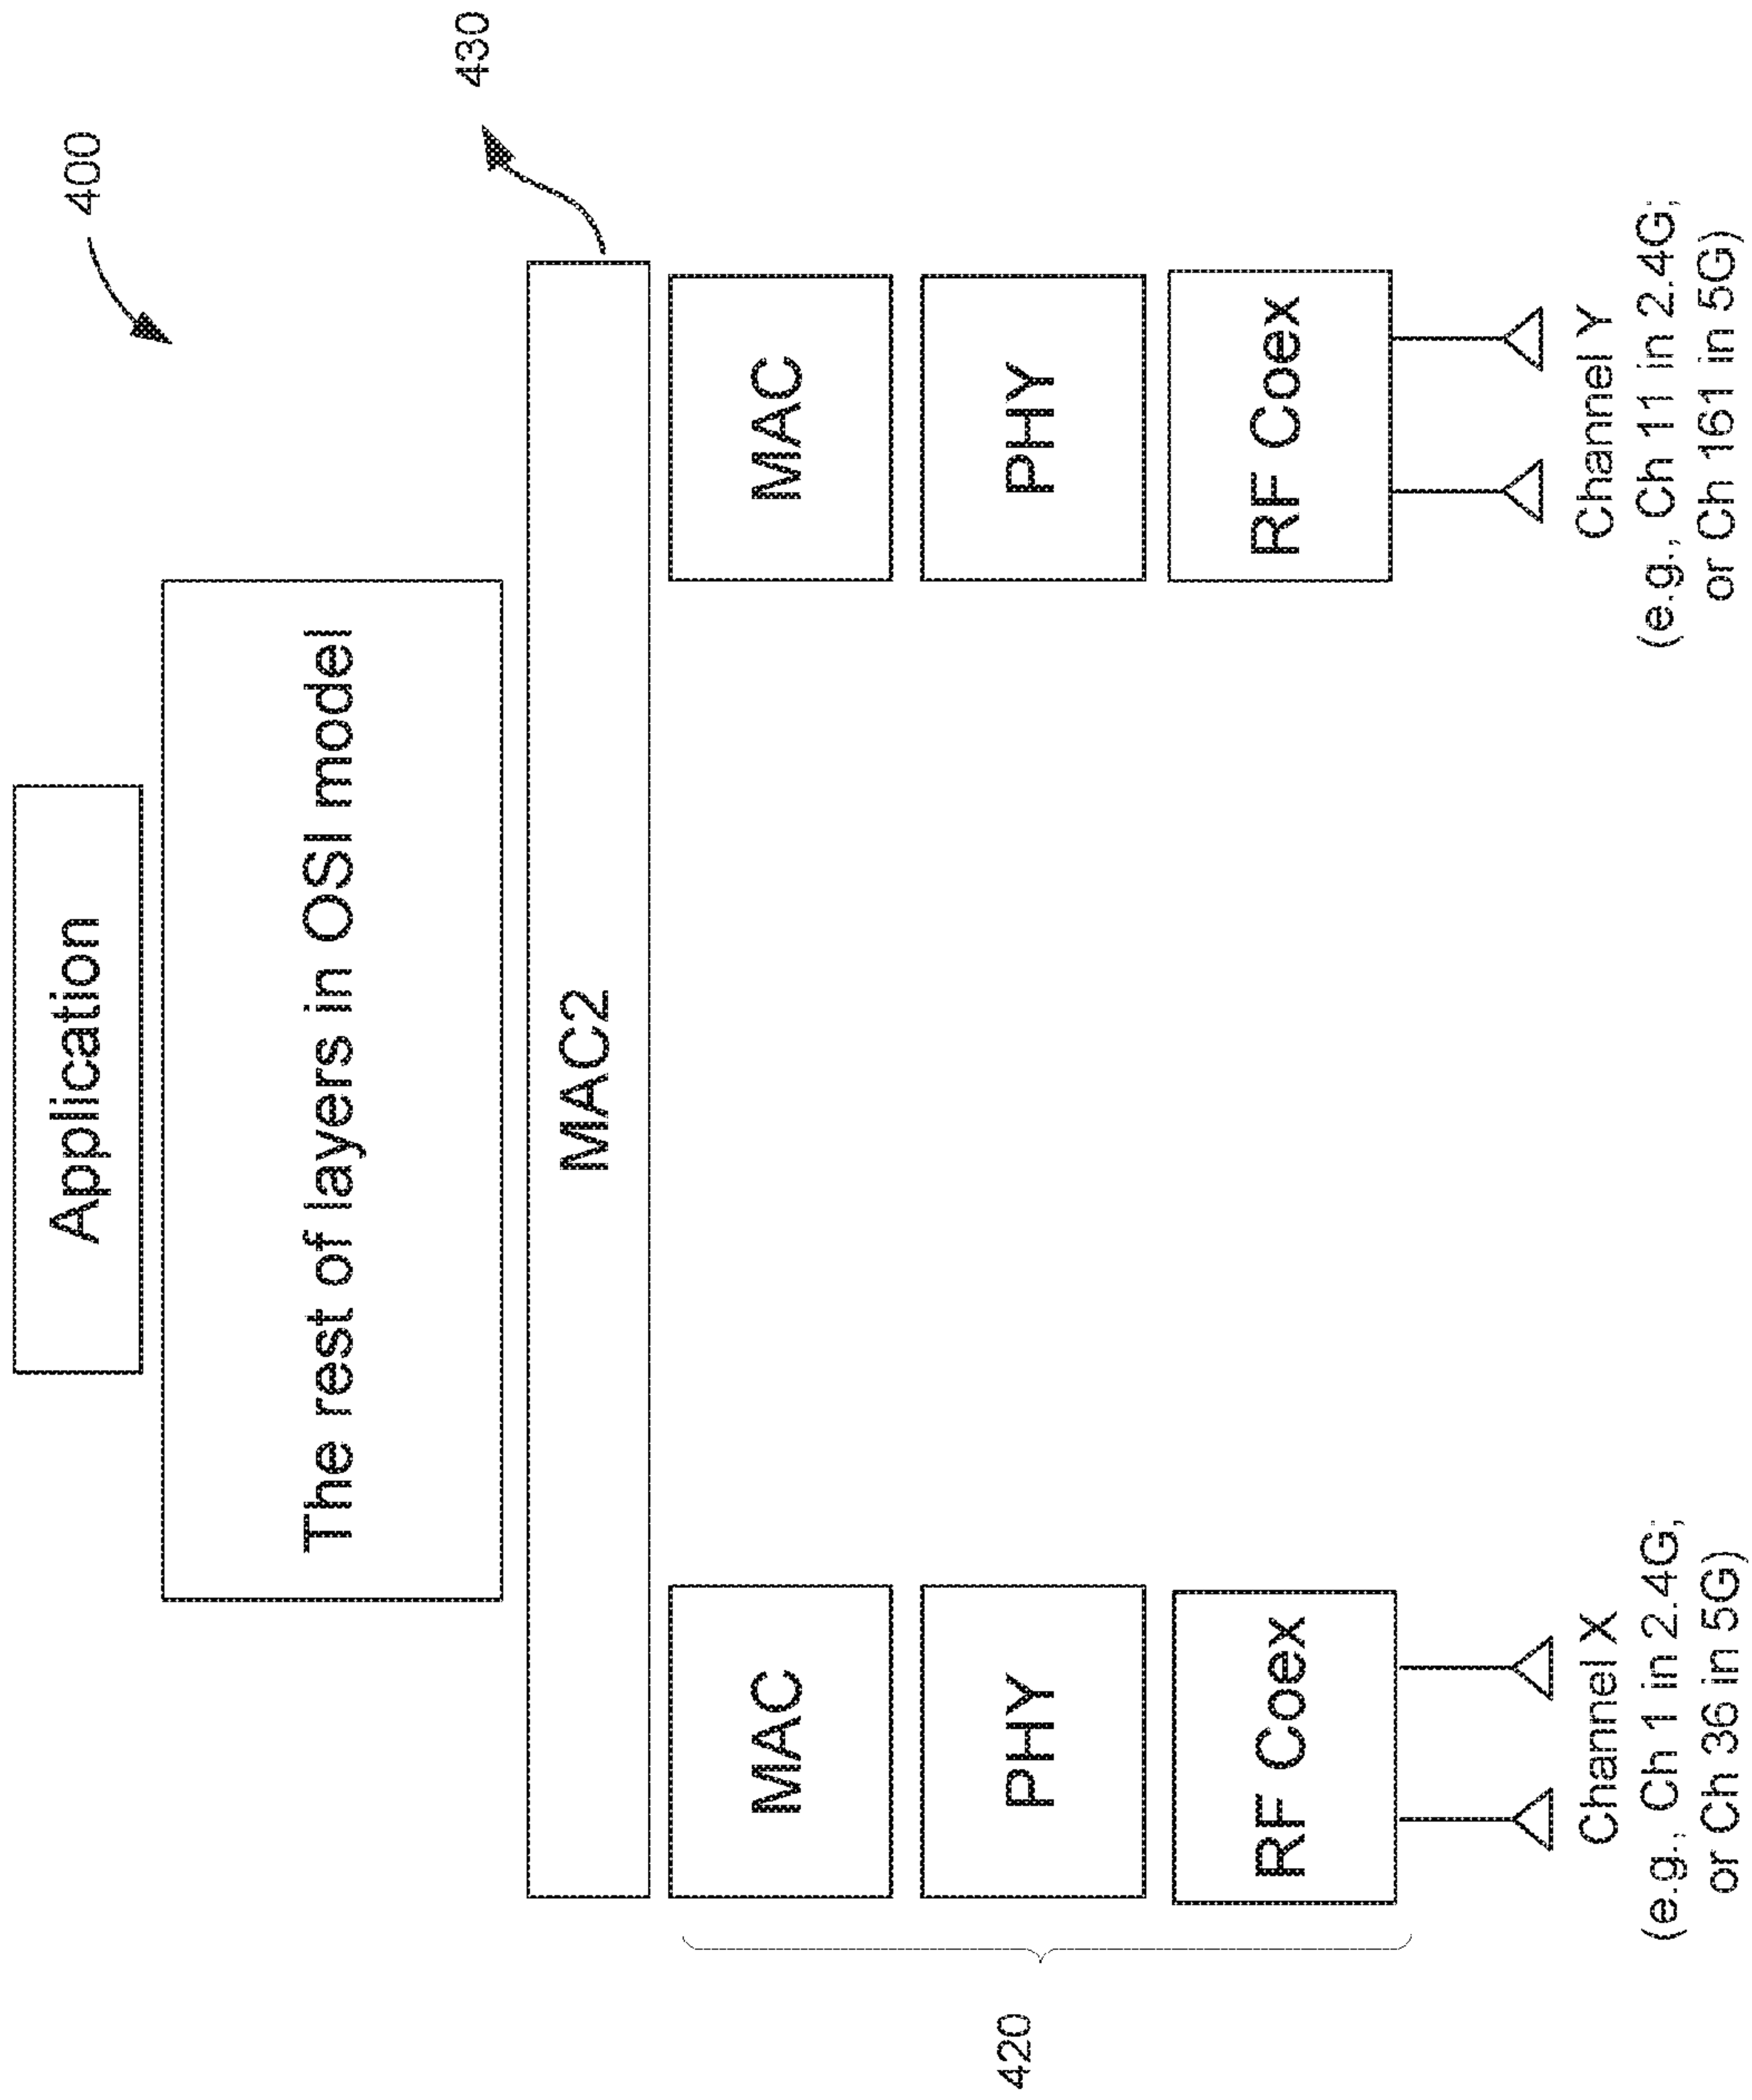 400
430
Application
The rest of layers in OSI model
MAC2
420
MAC
PHY
RF Coex
Channel X
(e.g., Ch 1 in 2.4G;
or Ch 36 in 5G)
MAC
PHY
RF Coex
Channel Y
(e.g., Ch 11 in 2.4G;
or Ch 161 in 5G)